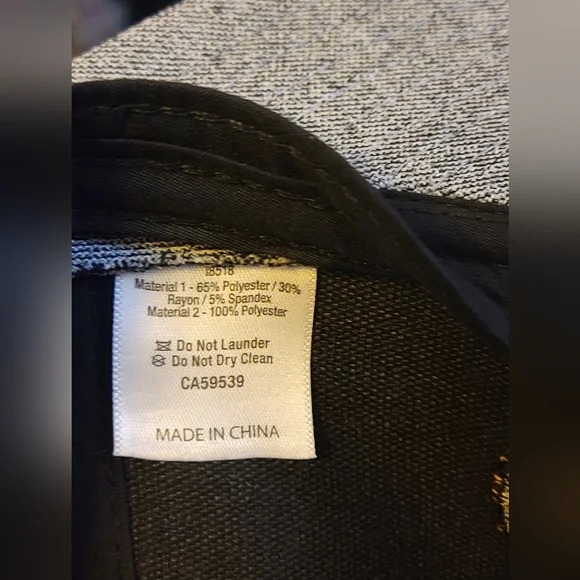 18518
Material 1 - 65% Polyester / 30%
Rayon / 5% Spandex
Material 2 - 100% Polyester
Do Not Launder
Do Not Dry Clean
CA59539
MADE IN CHINA